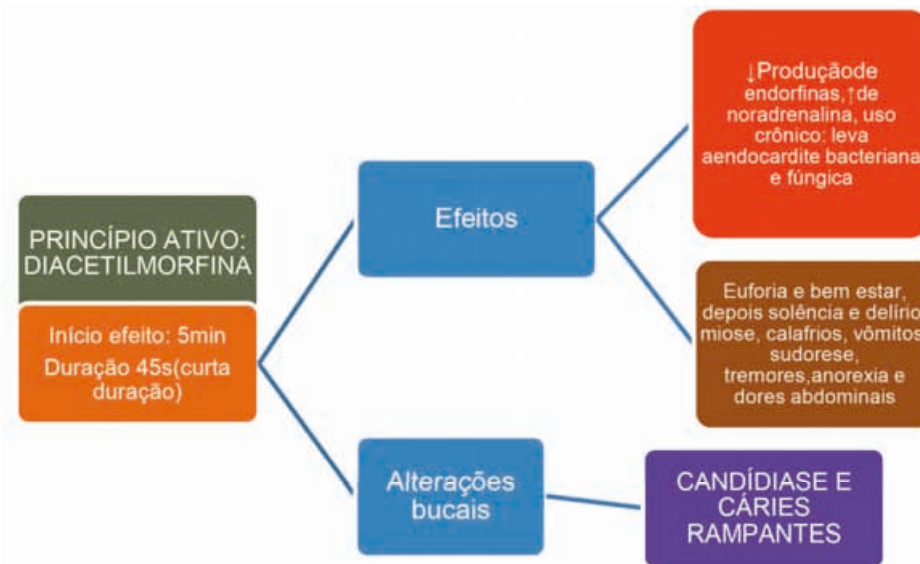 PRINCÍPIO ATIVO:
DIACETILMORFINA
Início efeito: 5min
Duração 45s(curta
duração)
Efeitos
↓Produçãode
endorfinas,↑de
noradrenalina, uso
crônico: leva
aendocardite bacteriana
e fúngica
Euforia e bem estar,
depois solência e delírio,
miose, calafrios, vômitos,
sudorese,
tremores,anorexia e
dores abdominais
Alterações
bucais
CANDÍDIASE E
CÁRIES
RAMPANTES